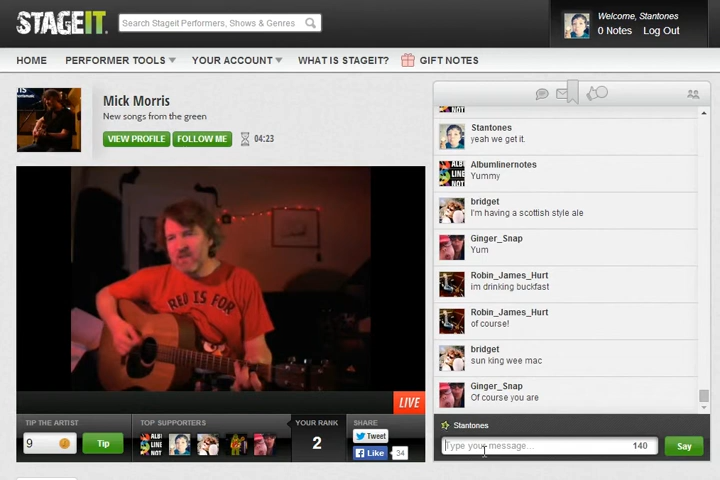 STAGEIT.
Search Stageit Performers, Shows & Genres
Welcome, Stantones
0 Notes Log Out
HOME PERFORMER TOOLS YOUR ACCOUNT WHAT IS STAGEIT? GIFT NOTES
Mick Morris
New songs from the green
VIEW PROFILE FOLLOW ME 04:23
RED IS FOR
LIVE
TIP THE ARTIST
9 Tip
TOP SUPPORTERS
YOUR RANK
2
SHARE
Tweet
Like 34
Stantones
yeah we get it.
Albumlinernotes
Yummy
bridget
I'm having a scottish style ale
Ginger_Snap
Yum
Robin_James_Hurt
im drinking buckfast
Robin_James_Hurt
of course!
bridget
sun king wee mac
Ginger_Snap
Of course you are
Stantones
Type your message... 140 Say